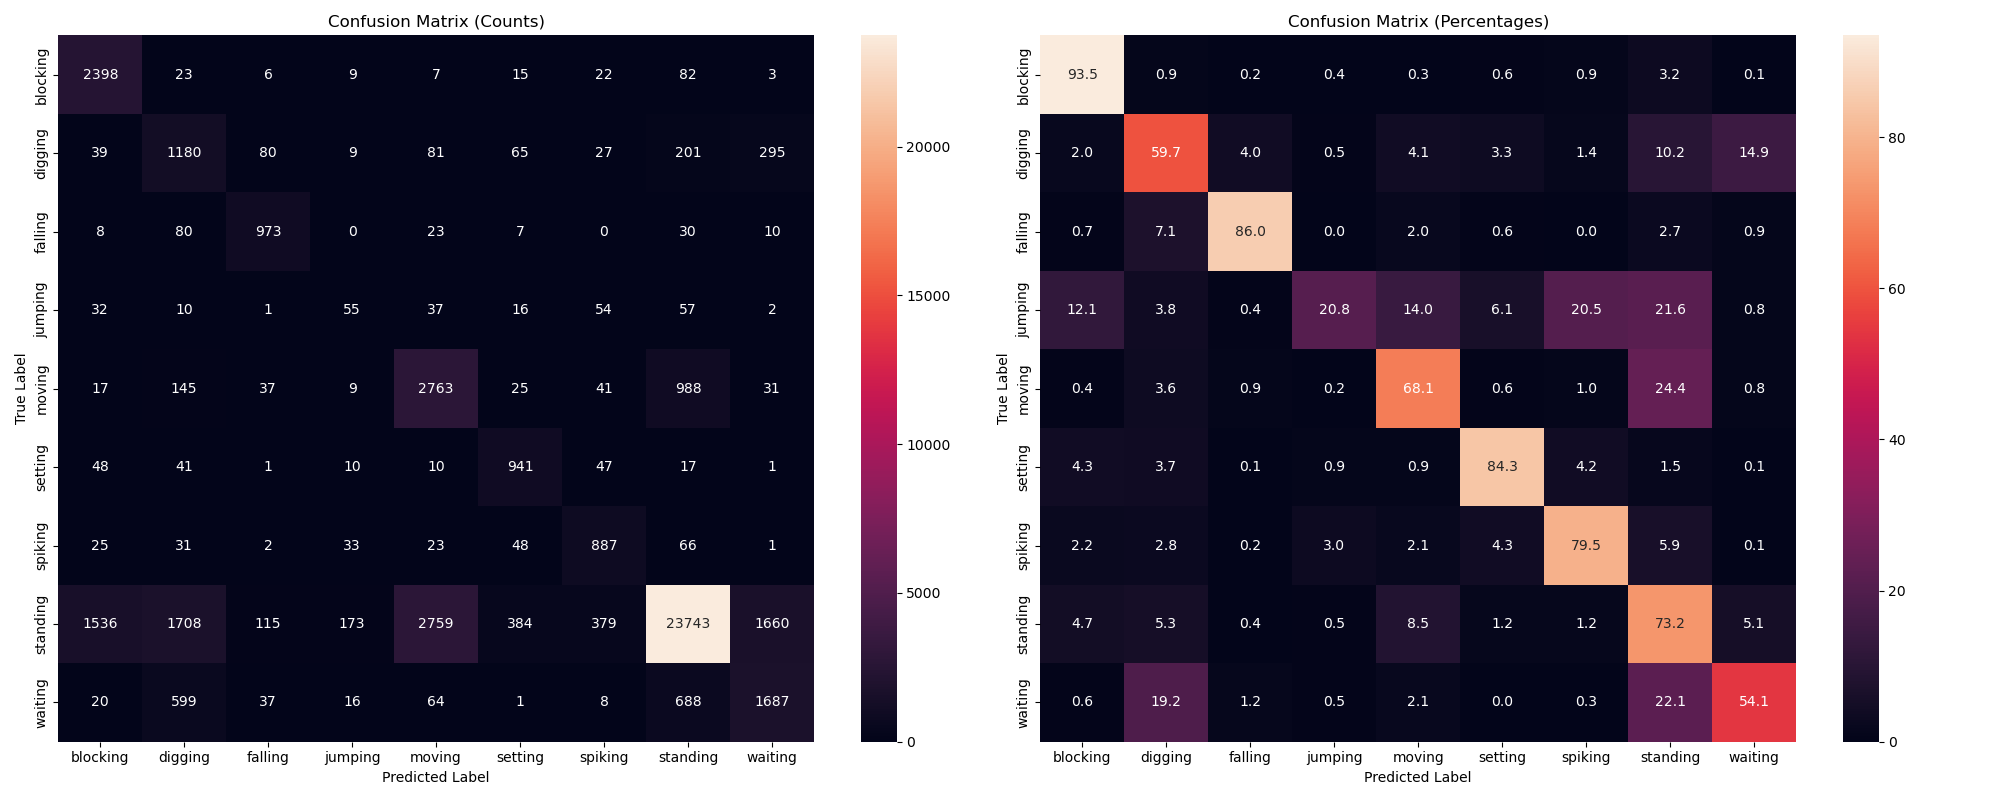 Confusion Matrix (Counts)
True Label
blocking 2398 23 6 9 7 15 22 82 3
digging 39 1180 80 9 81 65 27 201 295
falling 8 80 973 0 23 7 0 30 10
jumping 32 10 1 55 37 16 54 57 2
moving 17 145 37 9 2763 25 41 988 31
setting 48 41 1 10 10 941 47 17 1
spiking 25 31 2 33 23 48 887 66 1
standing 1536 1708 115 173 2759 384 379 23743 1660
waiting 20 599 37 16 64 1 8 688 1687
blocking digging falling jumping moving setting spiking standing waiting
Predicted Label
20000
15000
10000
5000
0
Confusion Matrix (Percentages)
True Label
blocking 93.5 0.9 0.2 0.4 0.3 0.6 0.9 3.2 0.1
digging 2.0 59.7 4.0 0.5 4.1 3.3 1.4 10.2 14.9
falling 0.7 7.1 86.0 0.0 2.0 0.6 0.0 2.7 0.9
jumping 12.1 3.8 0.4 20.8 14.0 6.1 20.5 21.6 0.8
moving 0.4 3.6 0.9 0.2 68.1 0.6 1.0 24.4 0.8
setting 4.3 3.7 0.1 0.9 0.9 84.3 4.2 1.5 0.1
spiking 2.2 2.8 0.2 3.0 2.1 4.3 79.5 5.9 0.1
standing 4.7 5.3 0.4 0.5 8.5 1.2 1.2 73.2 5.1
waiting 0.6 19.2 1.2 0.5 2.1 0.0 0.3 22.1 54.1
blocking digging falling jumping moving setting spiking standing waiting
Predicted Label
80
60
40
20
0